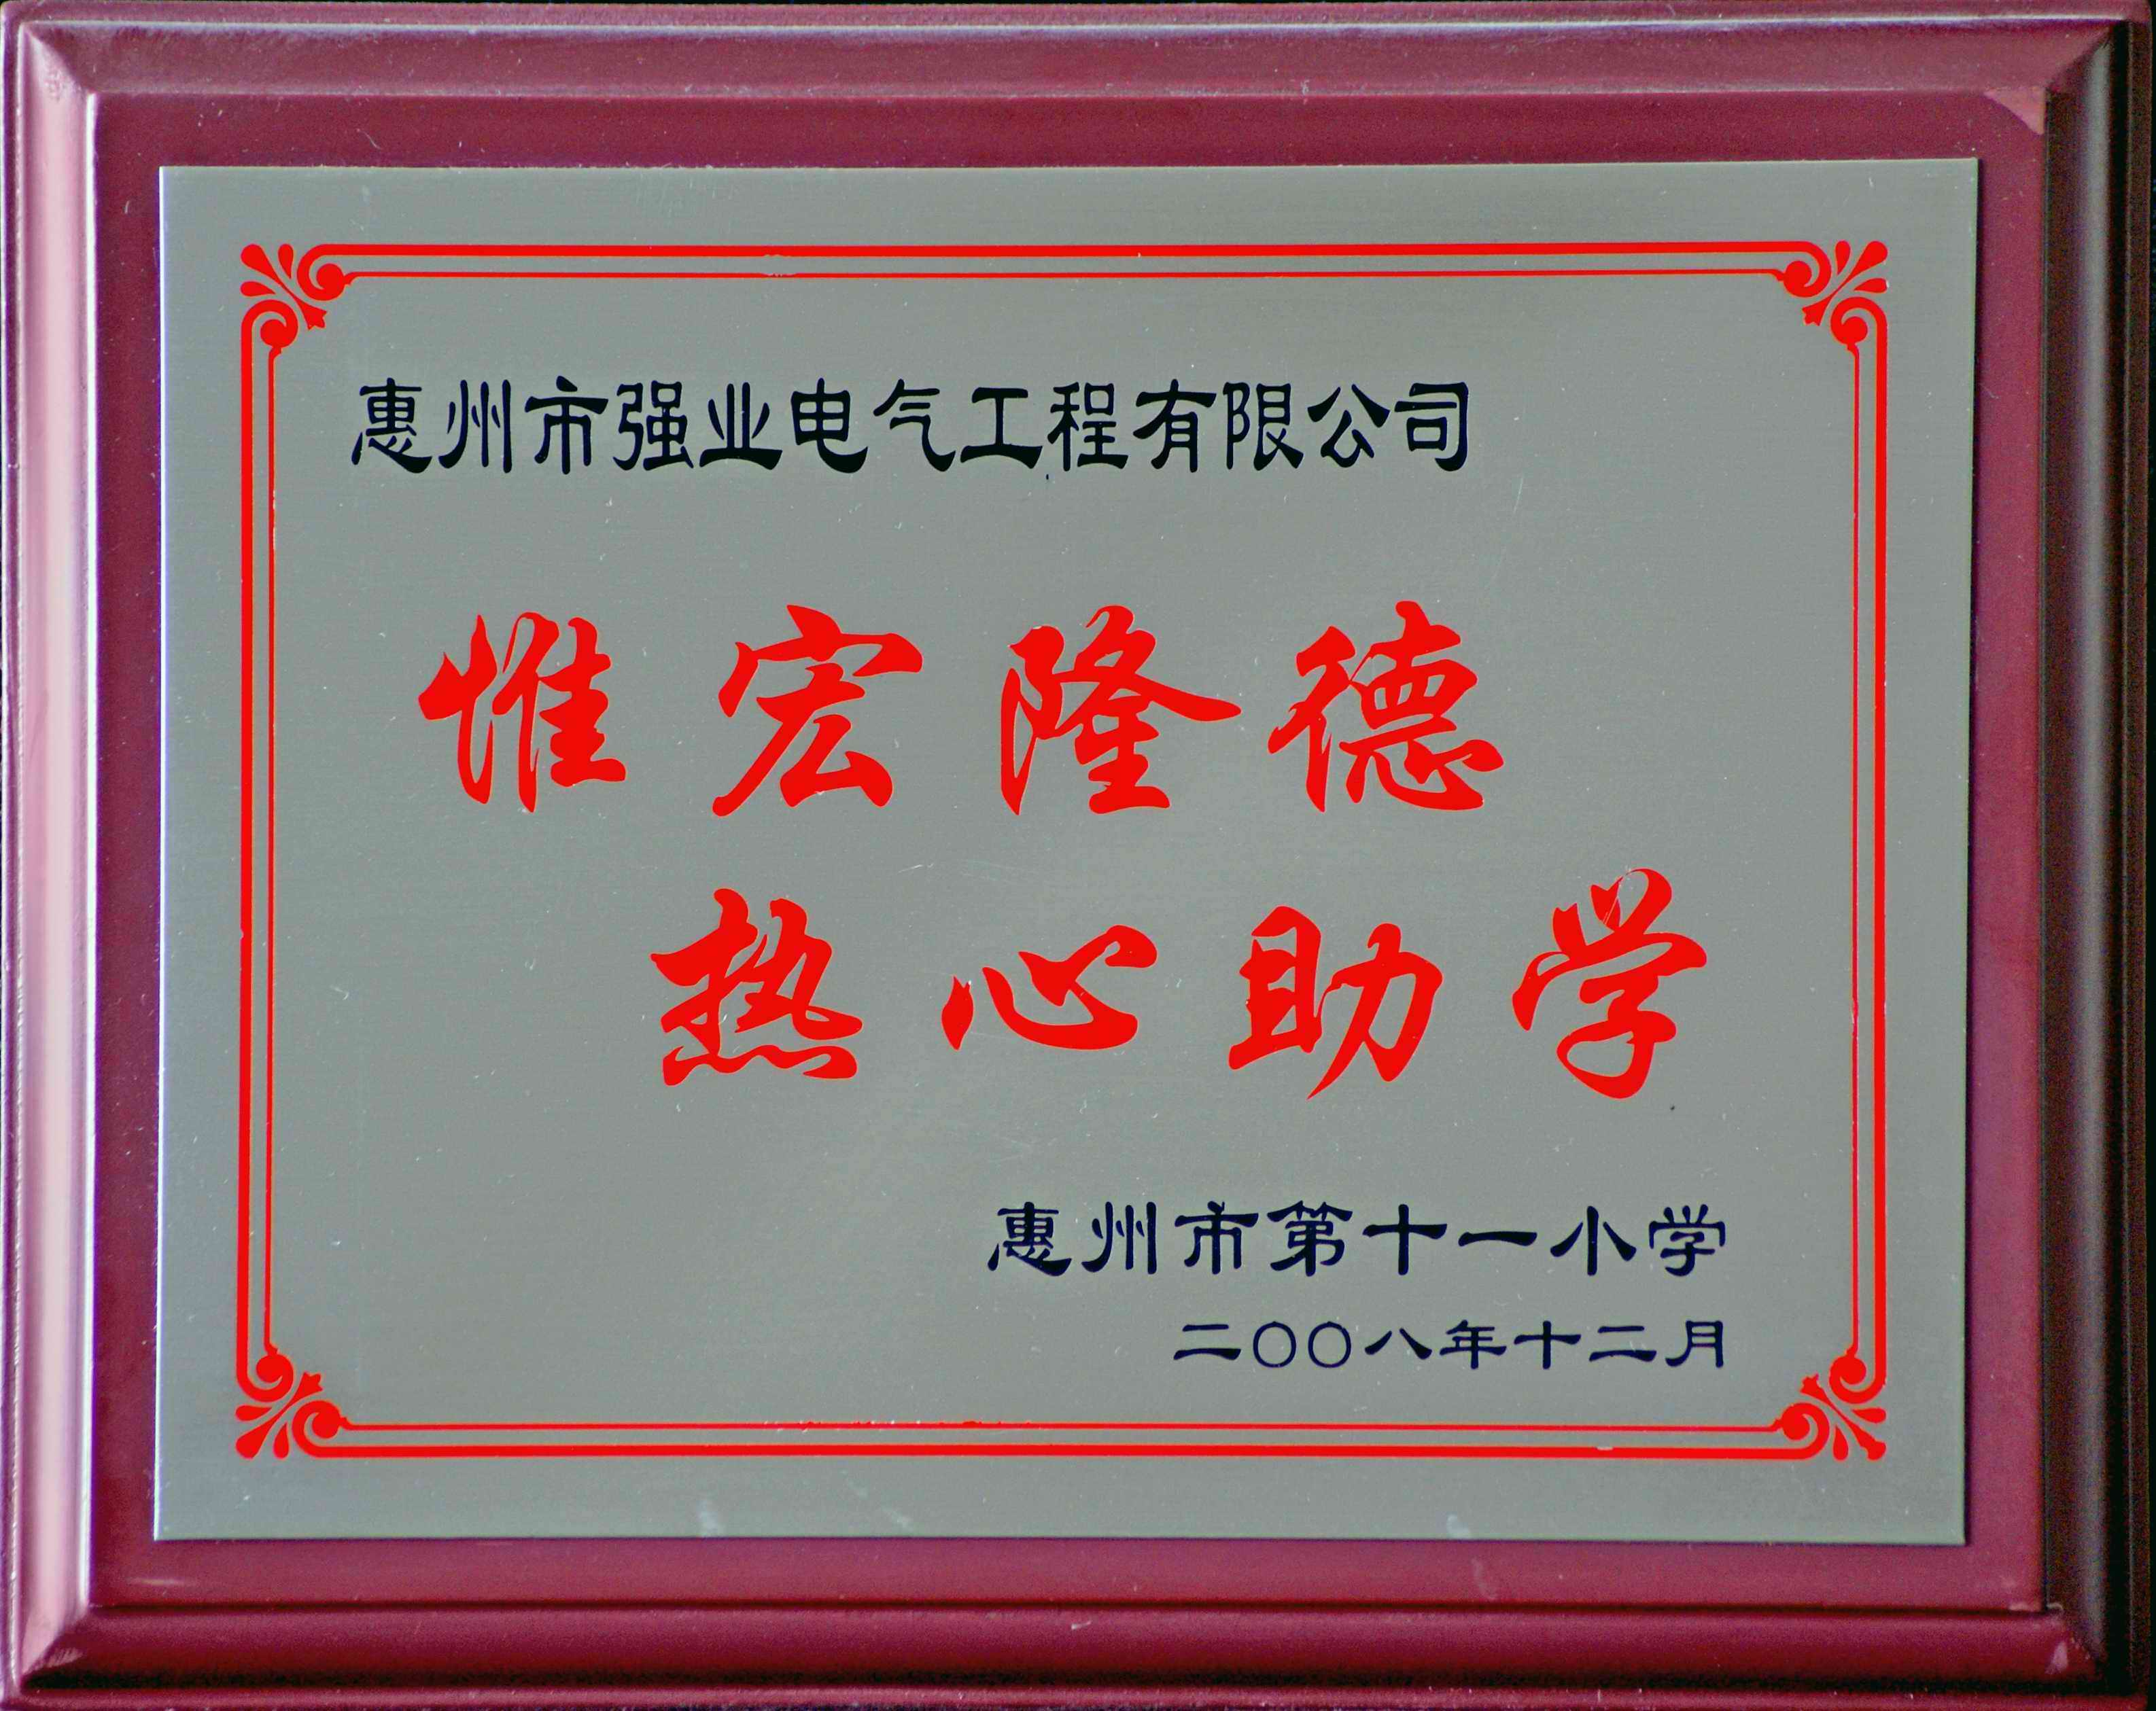 惠州市强业电气工程有限公司
惟宏隆德
热心助学
惠州市第十一小学
二〇〇八年十二月